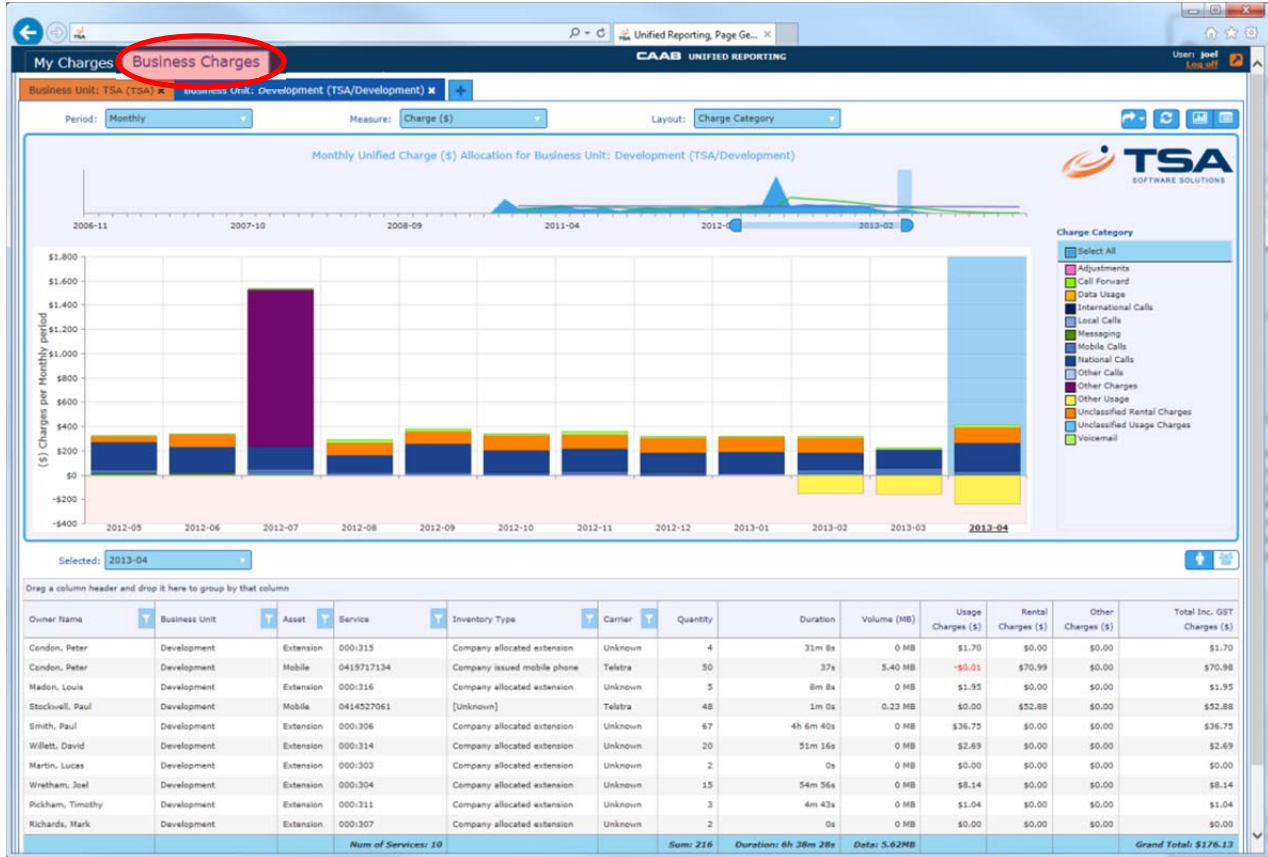 TSA
Unified Reporting, Page Ge...
My Charges Business Charges CAAB UNIFIED REPORTING User: joel
Log off
Business Unit: TSA (TSA) x Business Unit: Development (TSA/Development) x +
Period: Monthly Measure: Charge ($) Layout: Charge Category
Monthly Unified Charge ($) Allocation for Business Unit: Development (TSA/Development)
TSA
SOFTWARE SOLUTIONS
2006-11 2007-10 2008-09 2011-04 2013-02
Charge Category
Select All
Adjustments
Call Forward
Data Usage
International Calls
Local Calls
Messaging
Mobile Calls
National Calls
Other Calls
Other Charges
Other Usage
Unclassified Rental Charges
Unclassified Usage Charges
Voicemail
($) Charges per Monthly period
$1.800
$1.600
$1.400
$1.200
$1.000
$800
$600
$400
$200
$0
-$200
-$400
2012-05 2012-06 2012-07 2012-08 2012-09 2012-10 2012-11 2012-12 2013-01 2013-02 2013-03 2013-04
Selected: 2013-04
Drag a column header and drop it here to group by that column
Owner Name Business Unit Asset Service Inventory Type Carrier Quantity Duration Volume (MB) Usage Charges ($) Rental Charges ($) Other Charges ($) Total Inc. GST Charges ($)
Condon, Peter Development Extension 000:315 Company allocated extension Unknown 4 31m 8s 0 MB $1.70 $0.00 $0.00 $1.70
Condon, Peter Development Mobile 0419717134 Company issued mobile phone Telstra 50 37s 5.40 MB -$0.01 $70.99 $0.00 $70.98
Madon, Louis Development Extension 000:316 Company allocated extension Unknown 5 8m 8s 0 MB $1.95 $0.00 $0.00 $1.95
Stockwell, Paul Development Mobile 0414527061 [Unknown] Telstra 48 1m 0s 0.23 MB $0.00 $52.88 $0.00 $52.88
Smith, Paul Development Extension 000:306 Company allocated extension Unknown 67 4h 6m 40s 0 MB $36.75 $0.00 $0.00 $36.75
Willett, David Development Extension 000:314 Company allocated extension Unknown 20 51m 16s 0 MB $2.69 $0.00 $0.00 $2.69
Martin, Lucas Development Extension 000:303 Company allocated extension Unknown 2 0s 0 MB $0.00 $0.00 $0.00 $0.00
Wretham, Joel Development Extension 000:304 Company allocated extension Unknown 15 54m 56s 0 MB $8.14 $0.00 $0.00 $8.14
Pickham, Timothy Development Extension 000:311 Company allocated extension Unknown 3 4m 43s 0 MB $1.04 $0.00 $0.00 $1.04
Richards, Mark Development Extension 000:307 Company allocated extension Unknown 2 0s 0 MB $0.00 $0.00 $0.00 $0.00
Num of Services: 10 Sum: 216 Duration: 6h 38m 28s Data: 5.62MB Grand Total: $176.13